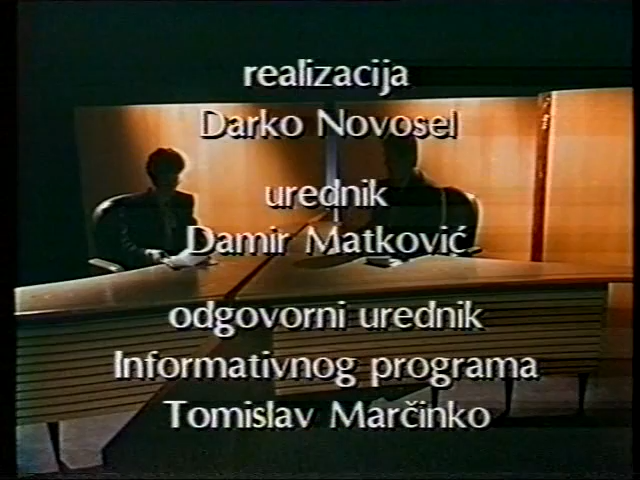 realizacija
Darko Novosel
urednik
Damir Matković
odgovorni urednik
Informativnog programa
Tomislav Marčinko